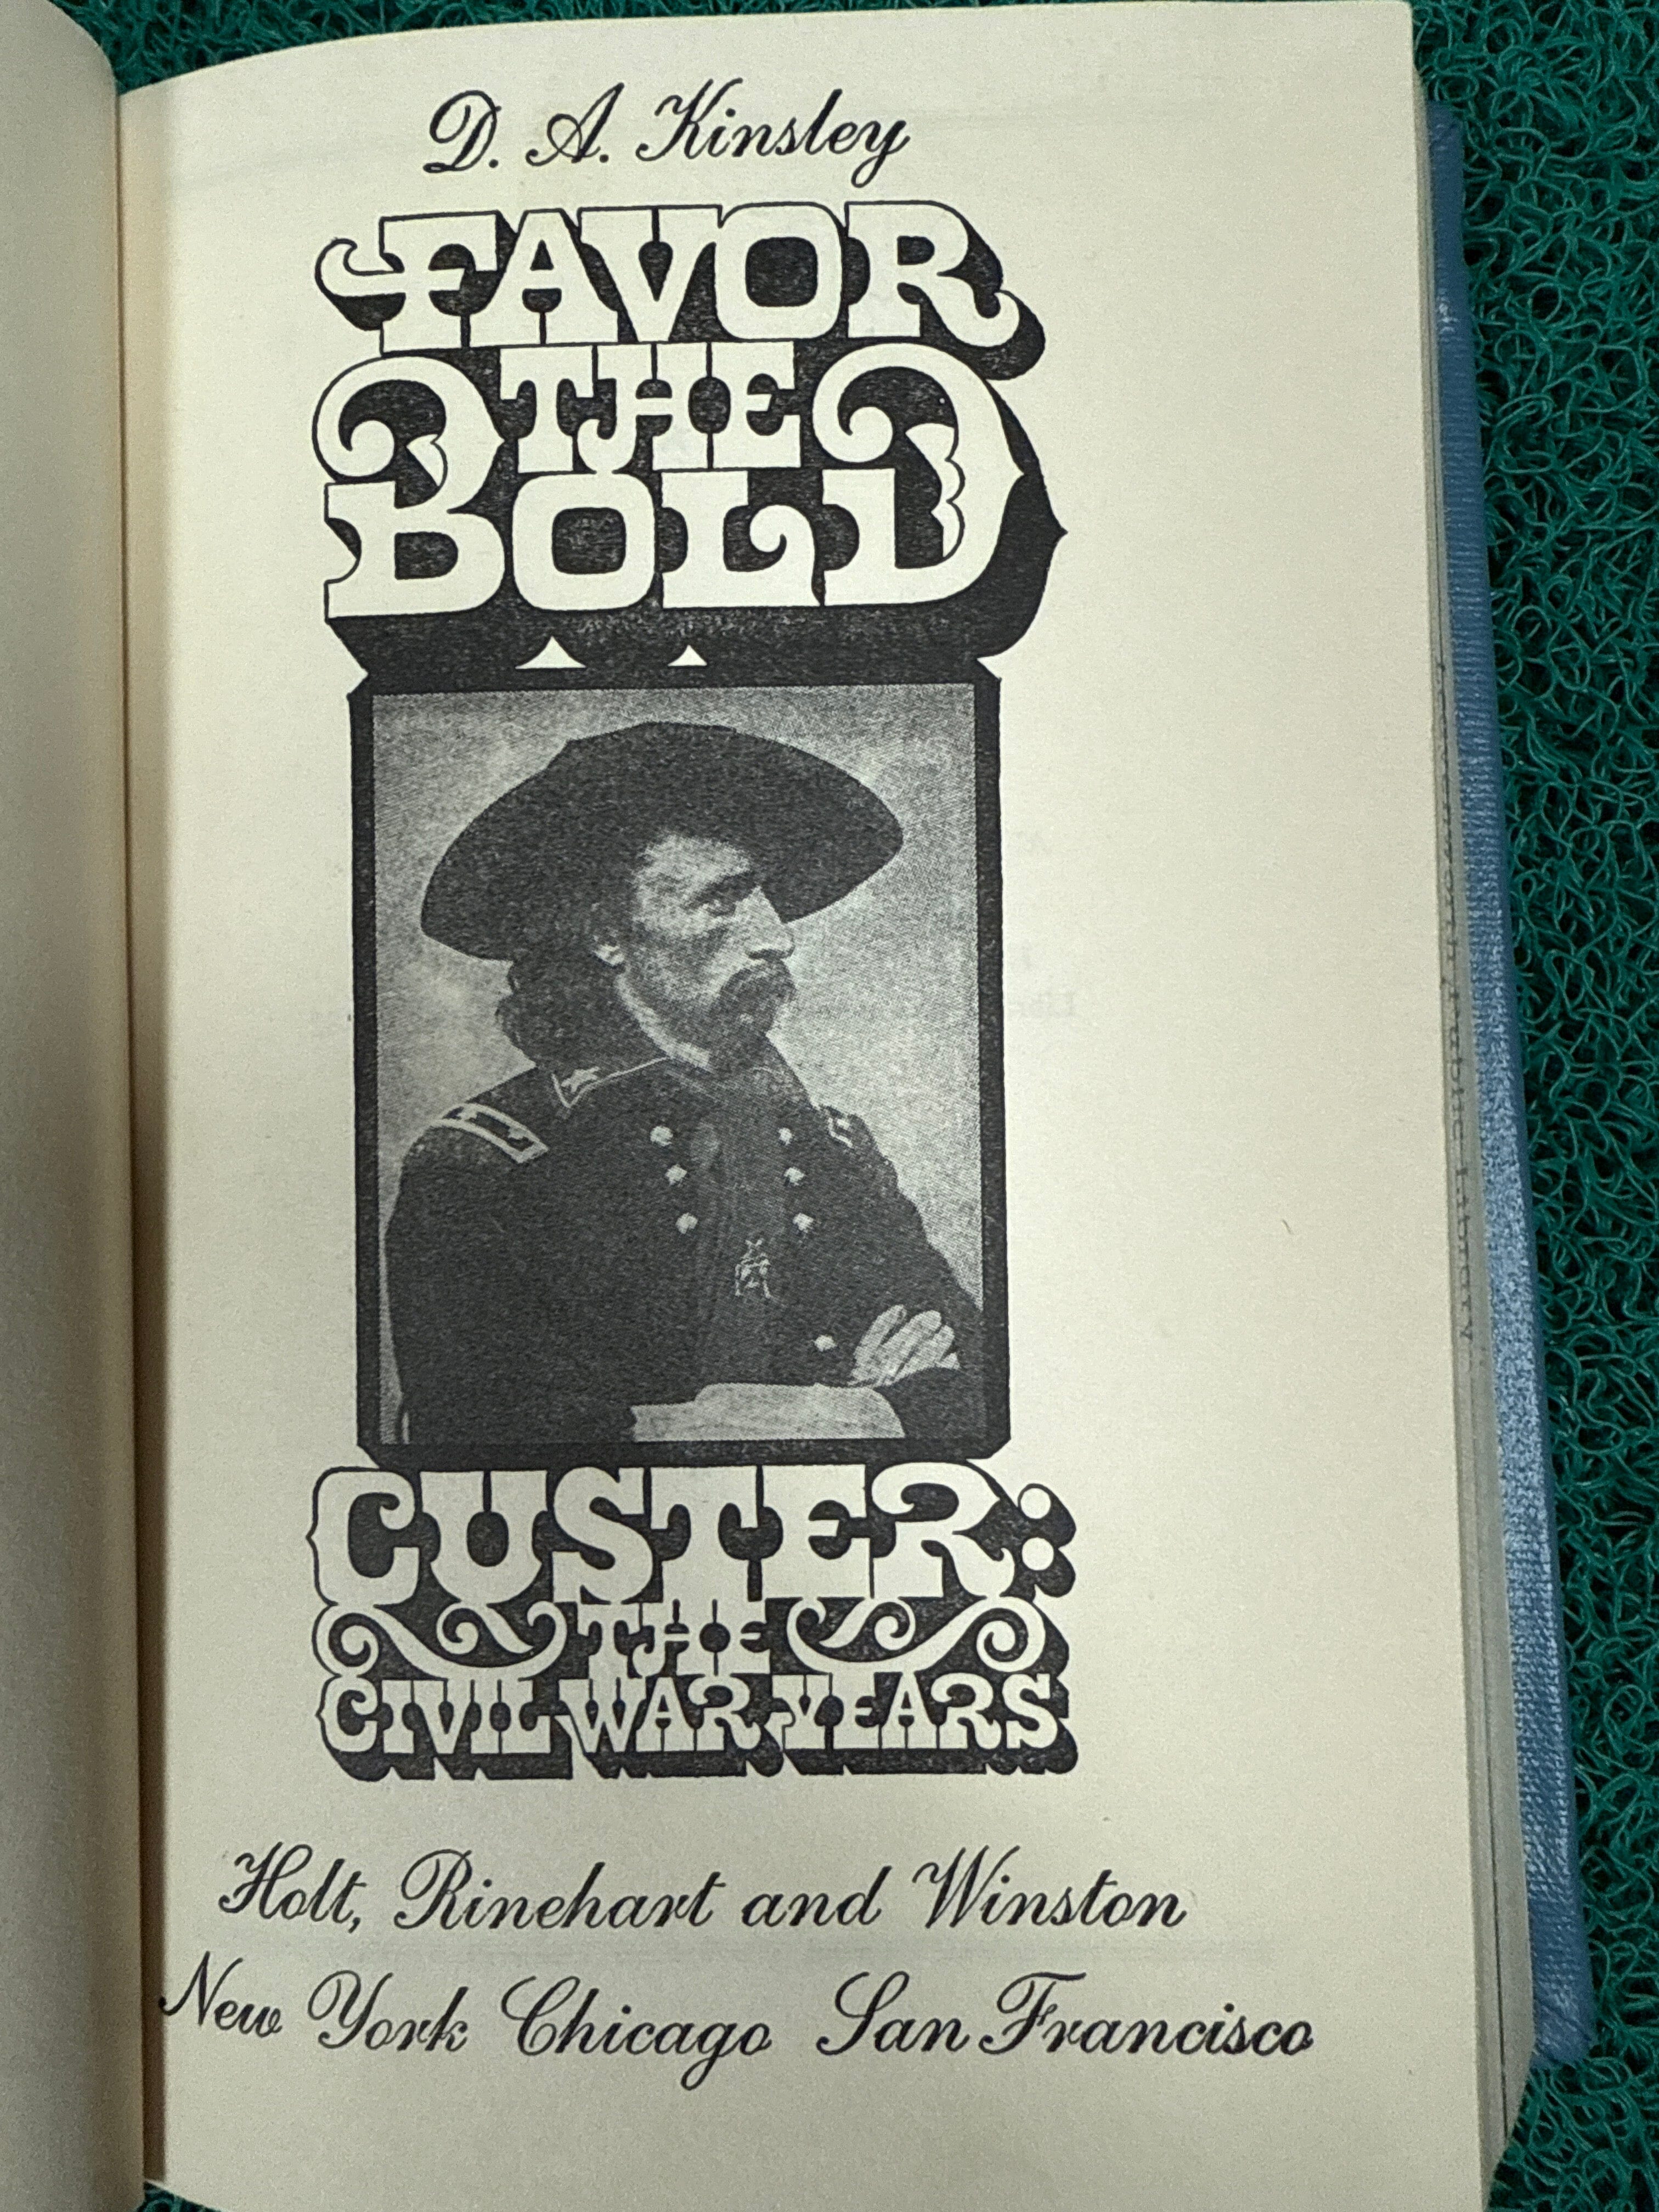 D. A. Kinsley
FAVOR
THE
BOLD
CUSTER:
THE
CIVIL WAR YEARS
Holt, Rinehart and Winston
New York Chicago San Francisco